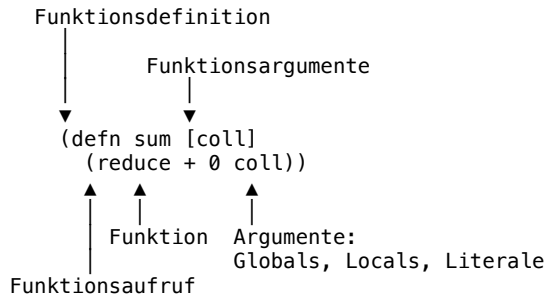 Funktionsdefinition
Funktionsargumente
(defn sum [coll]
(reduce + 0 coll))
Funktion Argumente:
Globals, Locals, Literale
Funktionsaufruf